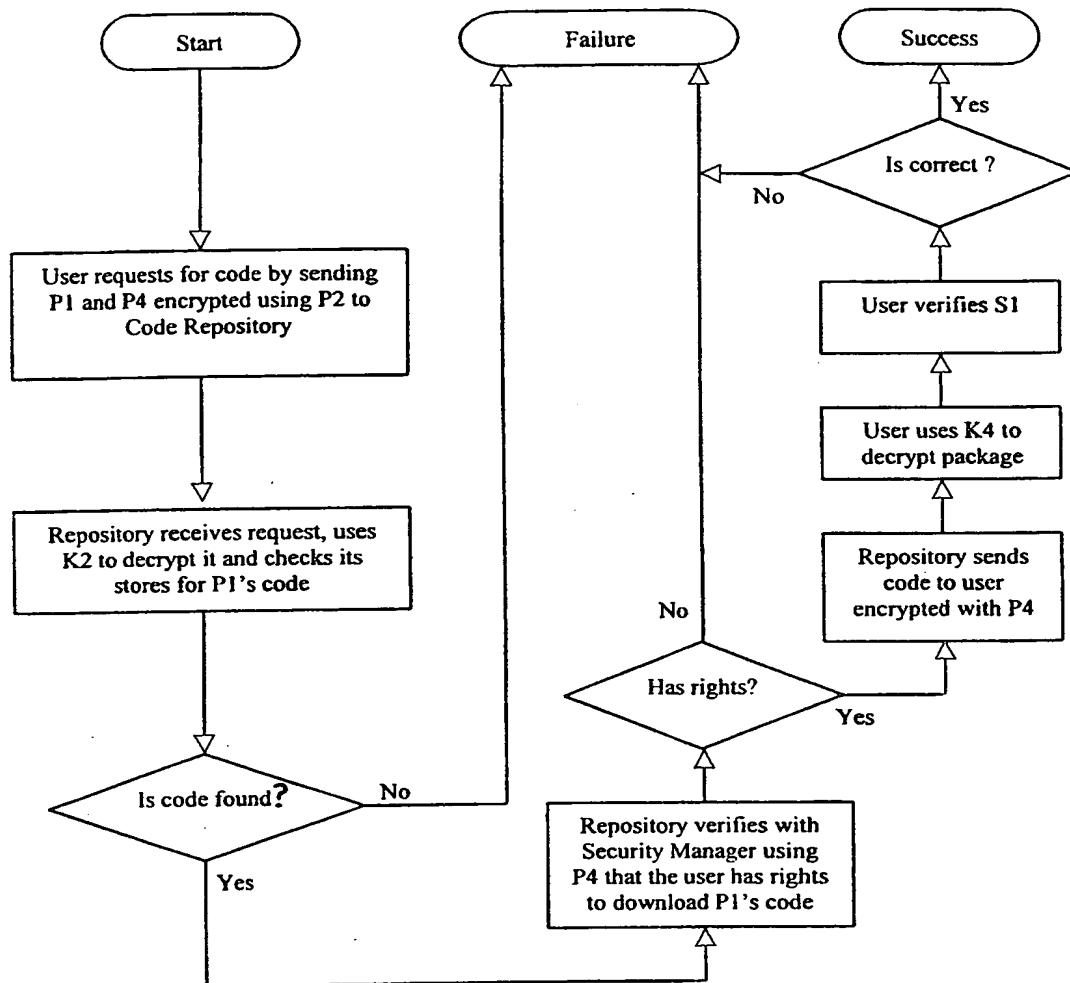 Start
Failure
Success
Yes
Is correct ?
No
User requests for code by sending
P1 and P4 encrypted using P2 to
Code Repository
User verifies S1
User uses K4 to
decrypt package
Repository receives request, uses
K2 to decrypt it and checks its
stores for P1's code
Repository sends
code to user
encrypted with P4
No
Has rights?
Yes
Is code found?
No
Yes
Repository verifies with
Security Manager using
P4 that the user has rights
to download P1's code